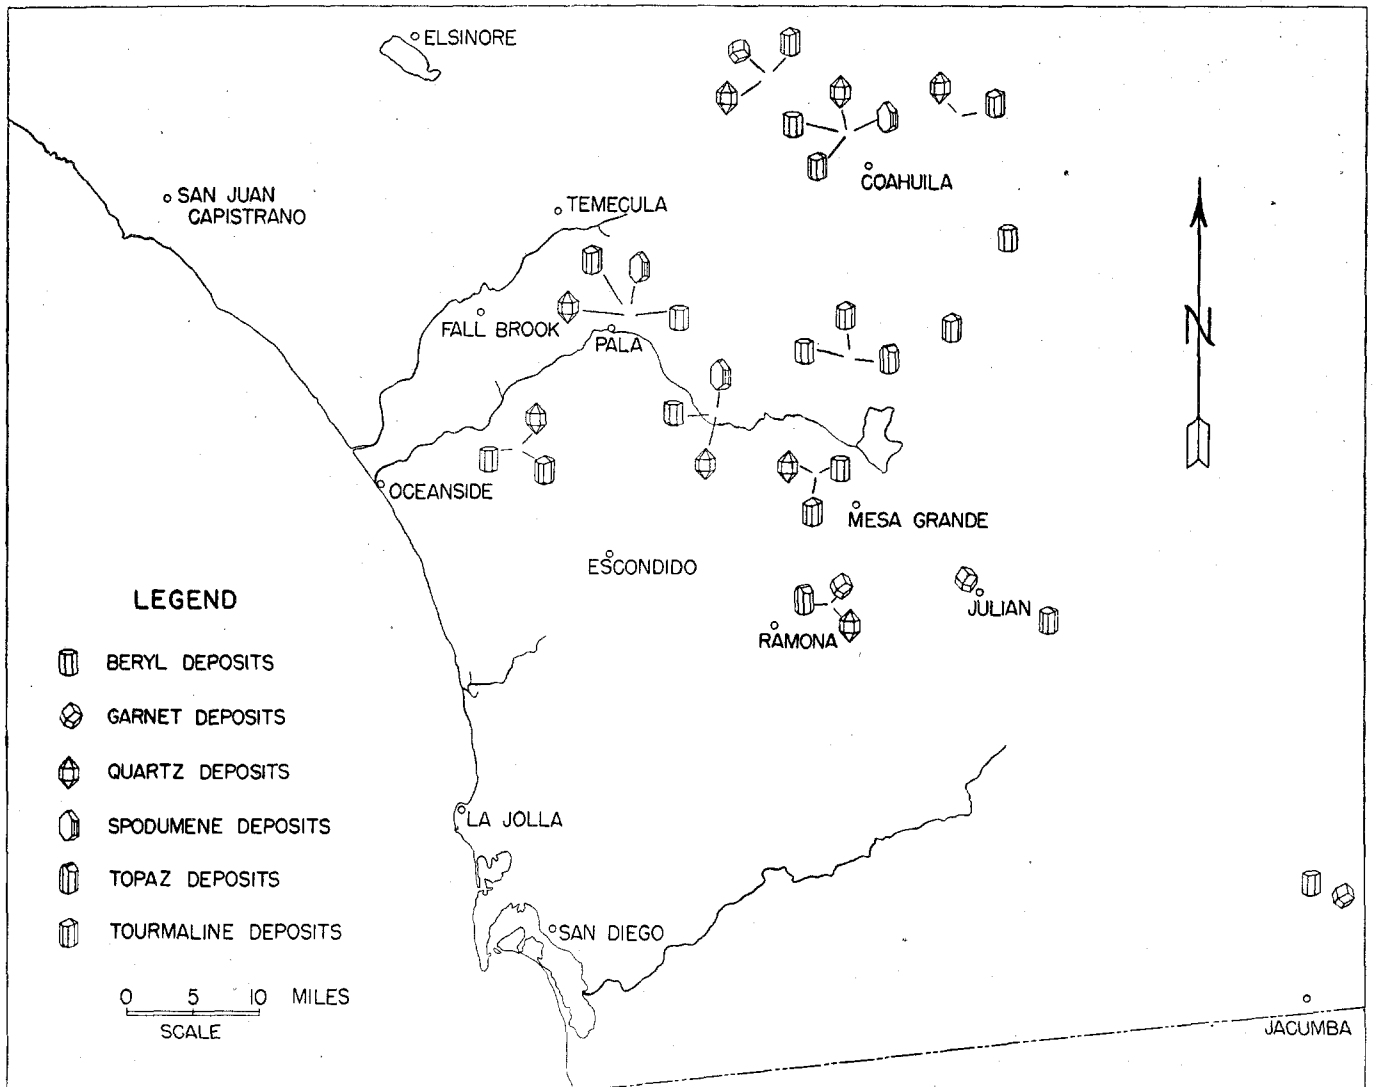 ELSINORE
SAN JUAN
CAPISTRANO
TEMECULA
COAHUILA
N
FALL BROOK
PALA
OCEANSIDE
MESA GRANDE
ESCONDIDO
JULIAN
RAMONA
LEGEND
BERYL DEPOSITS
GARNET DEPOSITS
QUARTZ DEPOSITS
SPODUMENE DEPOSITS
TOPAZ DEPOSITS
TOURMALINE DEPOSITS
0 5 10 MILES
SCALE
LA JOLLA
SAN DIEGO
JACUMBA